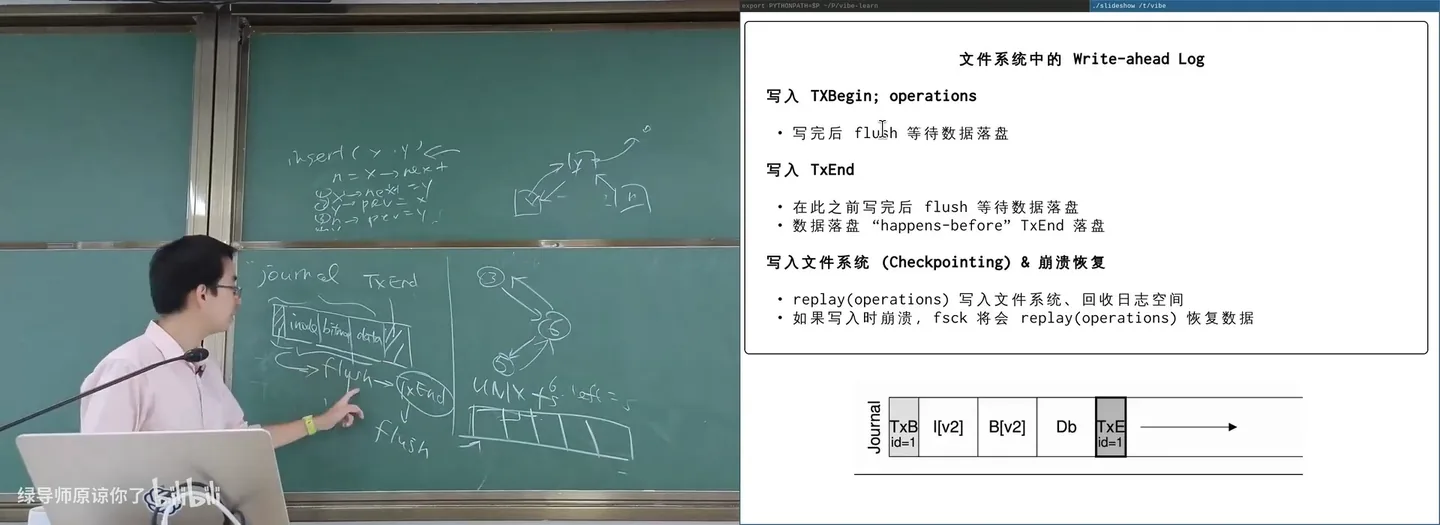 insert(x, y)
n = x → next
x → next = y
y → prev = x
n → prev = y
journal
TxEnd
inode bitmap data
flush → TxEnd
flush
3
6
5
UNIX
left = 5
绿导师原谅你了 bilibili
export PYTHONPATH=$P ~/P/vibe-learn
./slideshow /t/vibe
文件系统中的 Write-ahead Log
写入 TXBegin; operations
• 写完后 flush 等待数据落盘
写入 TxEnd
• 在此之前写完后 flush 等待数据落盘
• 数据落盘 “happens-before” TxEnd 落盘
写入文件系统 (Checkpointing) & 崩溃恢复
• replay(operations) 写入文件系统、回收日志空间
• 如果写入时崩溃, fsck 将会 replay(operations) 恢复数据
Journal
TxB id=1
I[v2]
B[v2]
Db
TxE id=1